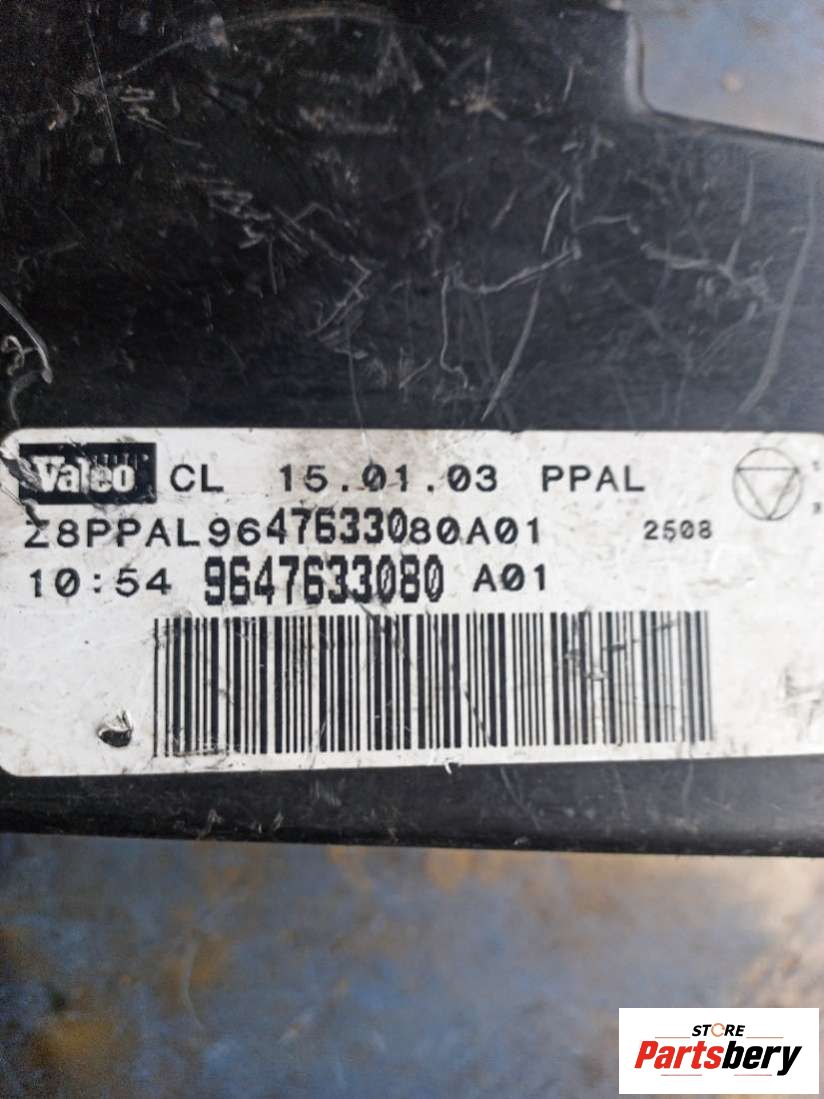 Valeo CL 15.01.03 PPAL
Z8PPAL9647633080A01 2508
10:54 9647633080 A01
STORE
Partsbery